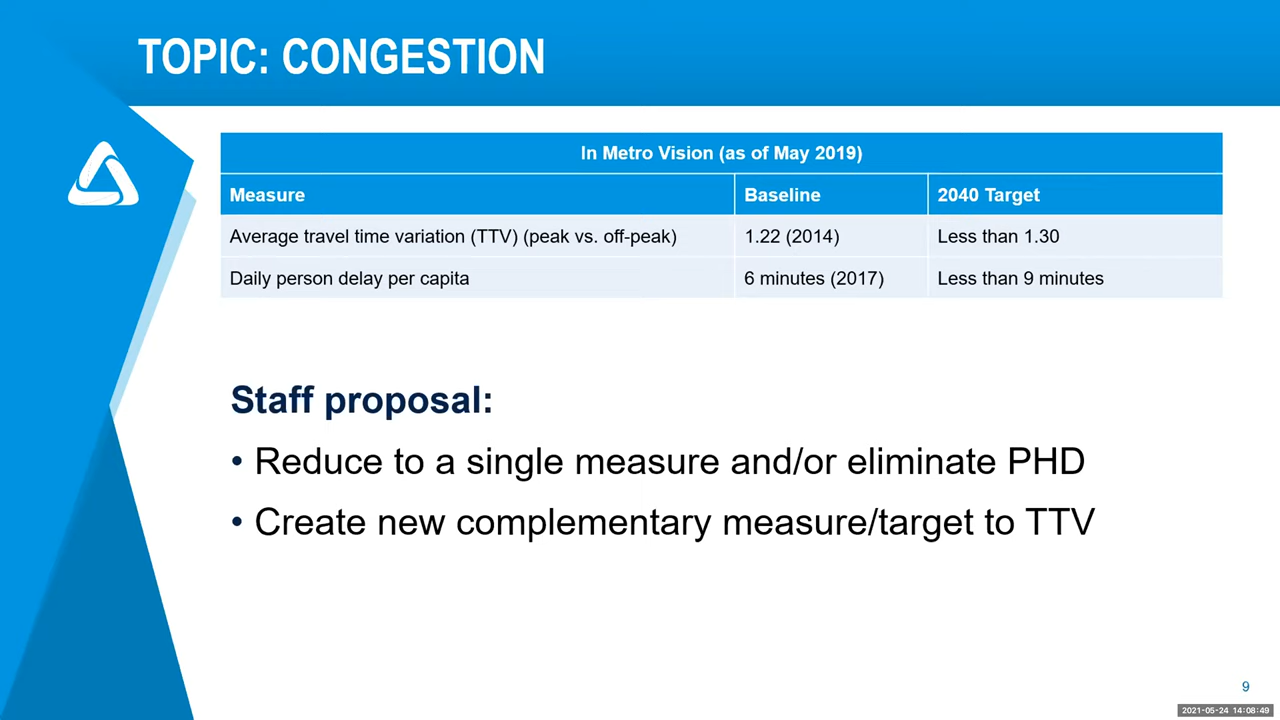 TOPIC: CONGESTION
In Metro Vision (as of May 2019)
Measure Baseline 2040 Target
Average travel time variation (TTV) (peak vs. off-peak) 1.22 (2014) Less than 1.30
Daily person delay per capita 6 minutes (2017) Less than 9 minutes
Staff proposal:
• Reduce to a single measure and/or eliminate PHD
• Create new complementary measure/target to TTV
9
2021-05-24 14:08:49